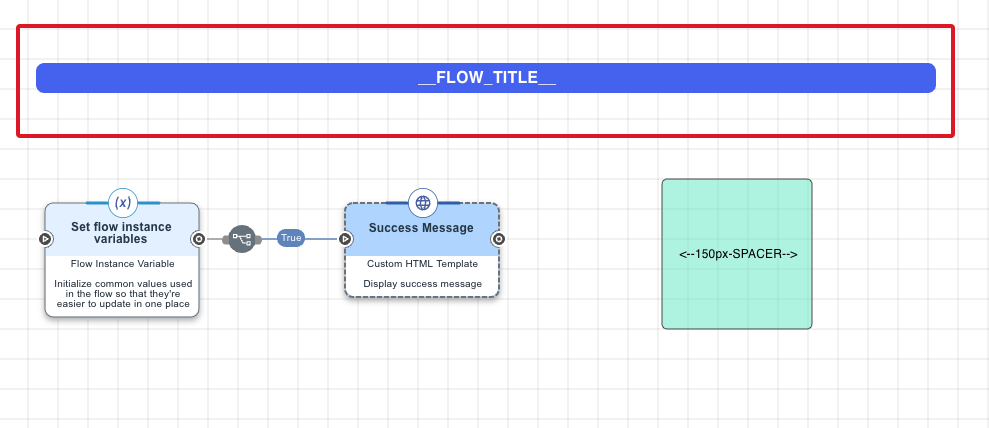 __FLOW_TITLE__
(x)
Set flow instance
variables
Flow Instance Variable
Initialize common values used
in the flow so that they're
easier to update in one place
True
Success Message
Custom HTML Template
Display success message
<--150px-SPACER-->